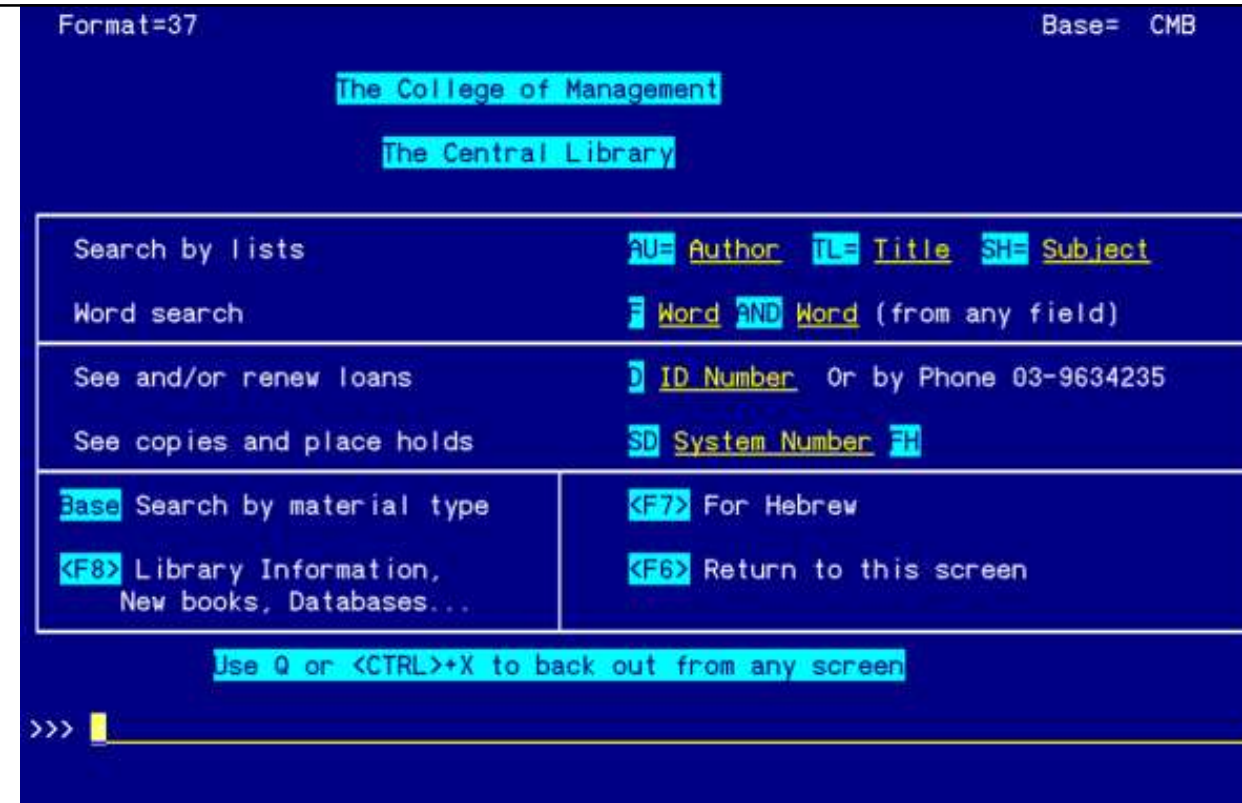 Format=37 Base= CMB
The College of Management
The Central Library
Search by lists AU= Author TL= Title SH= Subject
Word search F Word AND Word (from any field)
See and/or renew loans D ID Number Or by Phone 03-9634235
See copies and place holds SD System Number FH
Base Search by material type <F7> For Hebrew
<F8> Library Information, <F6> Return to this screen
New books, Databases...
Use Q or <CTRL>+X to back out from any screen
>>>